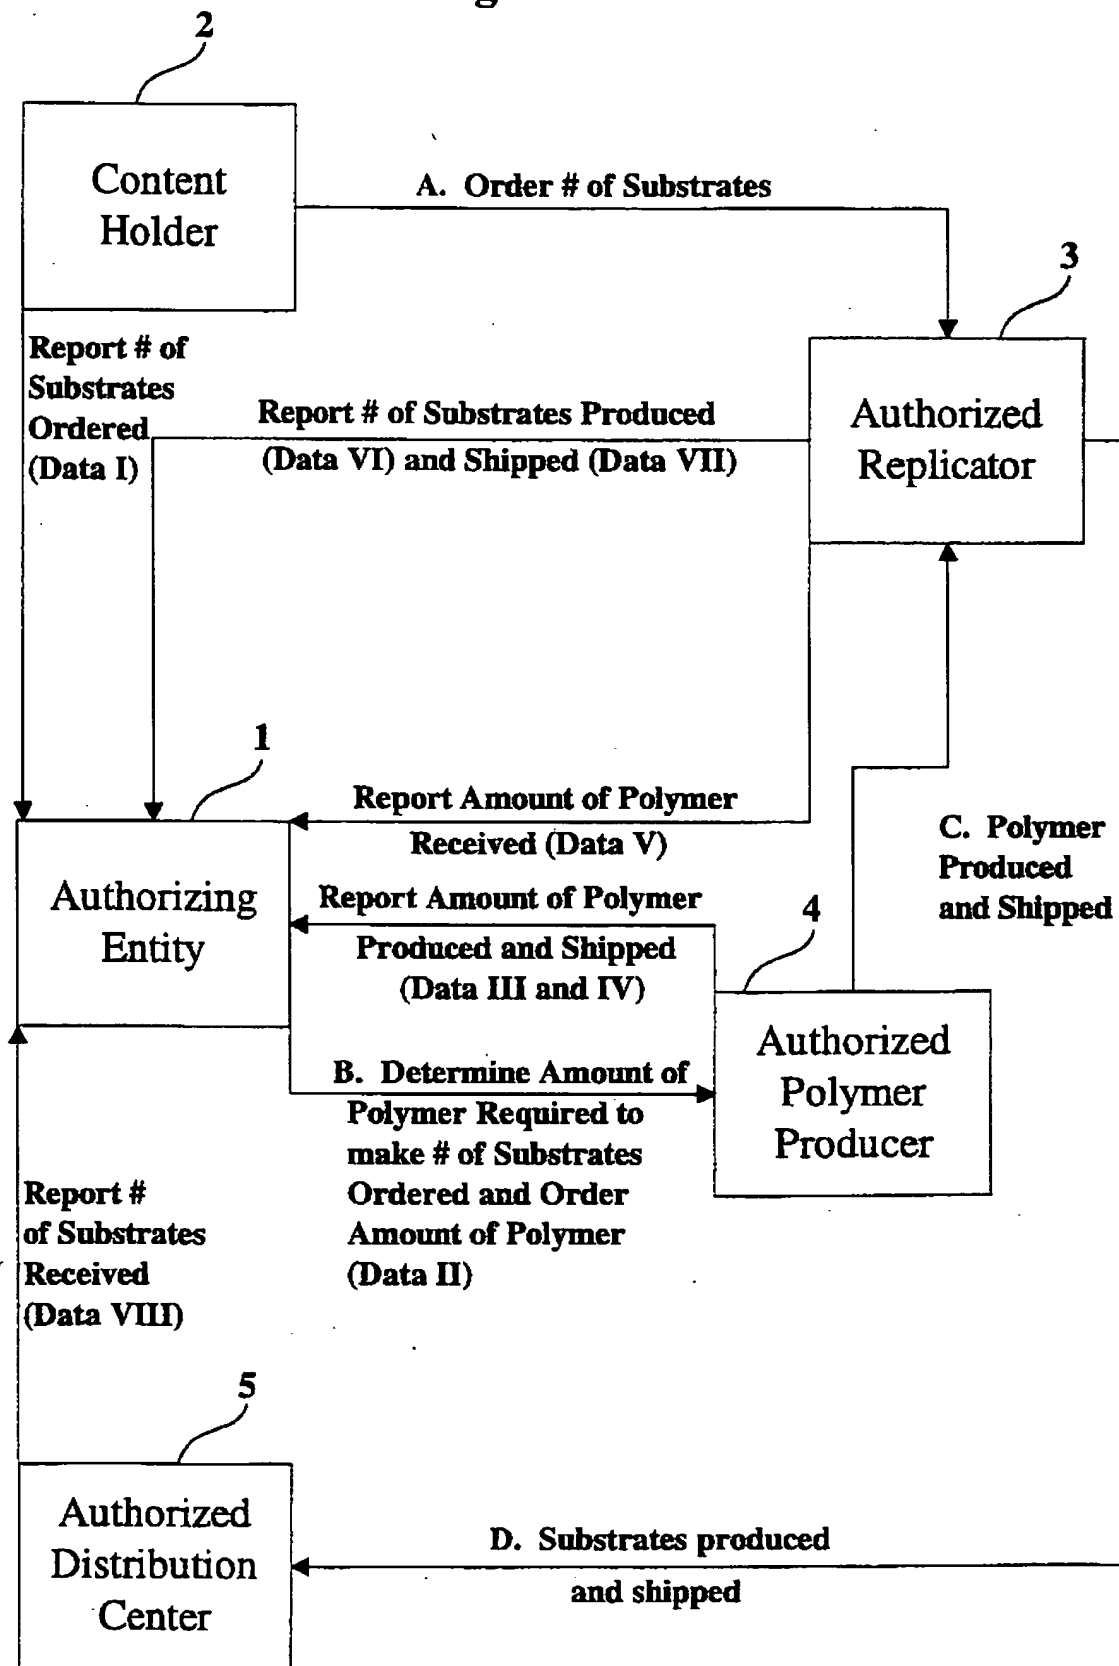 g
2
Content
Holder
A. Order # of Substrates
3
Report # of
Substrates
Ordered
(Data I)
Report # of Substrates Produced
(Data VI) and Shipped (Data VII)
Authorized
Replicator
1
Report Amount of Polymer
Received (Data V)
C. Polymer
Produced
and Shipped
Authorizing
Entity
Report Amount of Polymer
Produced and Shipped
(Data III and IV)
4
Authorized
Polymer
Producer
B. Determine Amount of
Polymer Required to
make # of Substrates
Ordered and Order
Amount of Polymer
(Data II)
Report #
of Substrates
Received
(Data VIII)
5
Authorized
Distribution
Center
D. Substrates produced
and shipped